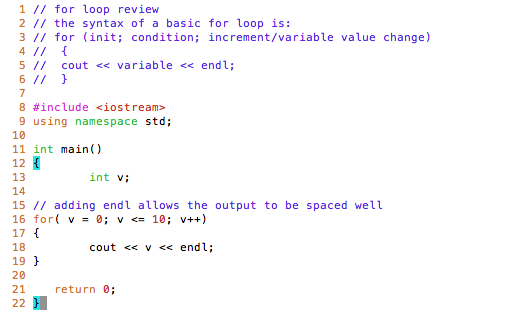 1 // for loop review
2 // the syntax of a basic for loop is:
3 // for (init; condition; increment/variable value change)
4 //  {
5 //  cout << variable << endl;
6 //  }
7
8 #include <iostream>
9 using namespace std;
10
11 int main()
12 {
13         int v;
14
15 // adding endl allows the output to be spaced well
16 for( v = 0; v <= 10; v++)
17 {
18         cout << v << endl;
19 }
20
21    return 0;
22 }